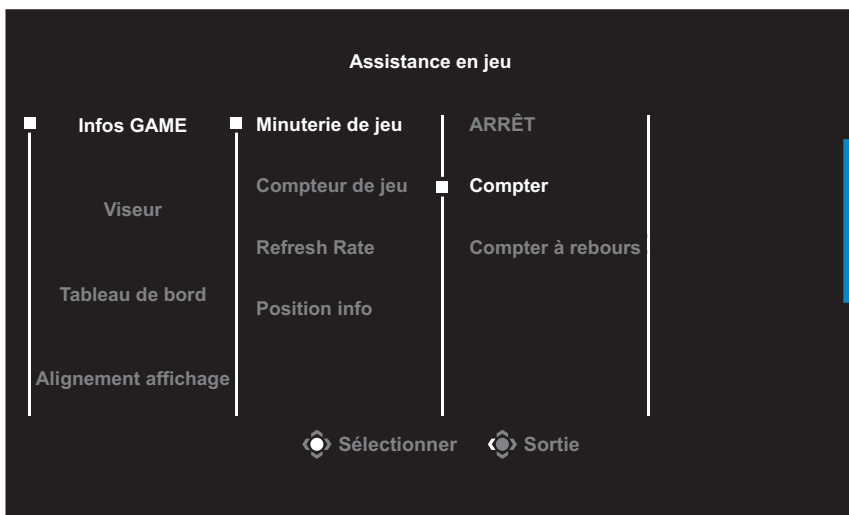 Assistance en jeu
Infos GAME
Minuterie de jeu
ARRÊT
Compteur de jeu
Compter
Viseur
Refresh Rate
Compter à rebours
Tableau de bord
Position info
Alignement affichage
Sélectionner
Sortie